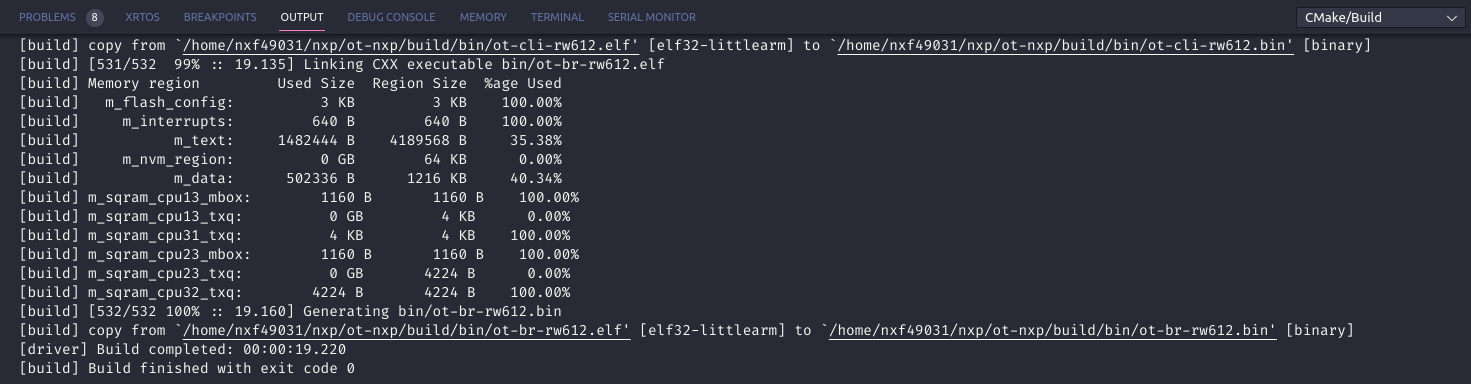 PROBLEMS 8 XRTOS BREAKPOINTS OUTPUT DEBUG CONSOLE MEMORY TERMINAL SERIAL MONITOR CMake/Build
[build] copy from `/home/nxf49031/nxp/ot-nxp/build/bin/ot-cli-rw612.elf' [elf32-littlearm] to `/home/nxf49031/nxp/ot-nxp/build/bin/ot-cli-rw612.bin' [binary]
[build] [531/532  99% :: 19.135] Linking CXX executable bin/ot-br-rw612.elf
[build] Memory region         Used Size  Region Size  %age Used
[build]   m_flash_config:          3 KB         3 KB    100.00%
[build]     m_interrupts:         640 B        640 B    100.00%
[build]           m_text:     1482444 B    4189568 B     35.38%
[build]     m_nvm_region:          0 GB        64 KB      0.00%
[build]           m_data:      502336 B      1216 KB     40.34%
[build] m_sqram_cpu13_mbox:        1160 B       1160 B    100.00%
[build] m_sqram_cpu13_txq:          0 GB         4 KB      0.00%
[build] m_sqram_cpu31_txq:          4 KB         4 KB    100.00%
[build] m_sqram_cpu23_mbox:        1160 B       1160 B    100.00%
[build] m_sqram_cpu23_txq:          0 GB       4224 B      0.00%
[build] m_sqram_cpu32_txq:        4224 B       4224 B    100.00%
[build] [532/532 100% :: 19.160] Generating bin/ot-br-rw612.bin
[build] copy from `/home/nxf49031/nxp/ot-nxp/build/bin/ot-br-rw612.elf' [elf32-littlearm] to `/home/nxf49031/nxp/ot-nxp/build/bin/ot-br-rw612.bin' [binary]
[driver] Build completed: 00:00:19.220
[build] Build finished with exit code 0